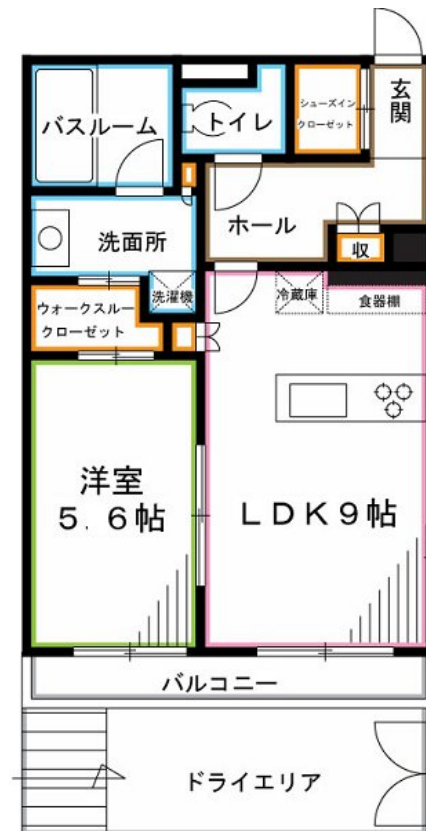 玄
関
シューズイン
クローゼット
トイレ
バスルーム
ホール
収
洗面所
洗濯機
冷蔵庫
食器棚
ウォークスルー
クローゼット
洋室
5.6帖
LDK9帖
バルコニー
ドライエリア